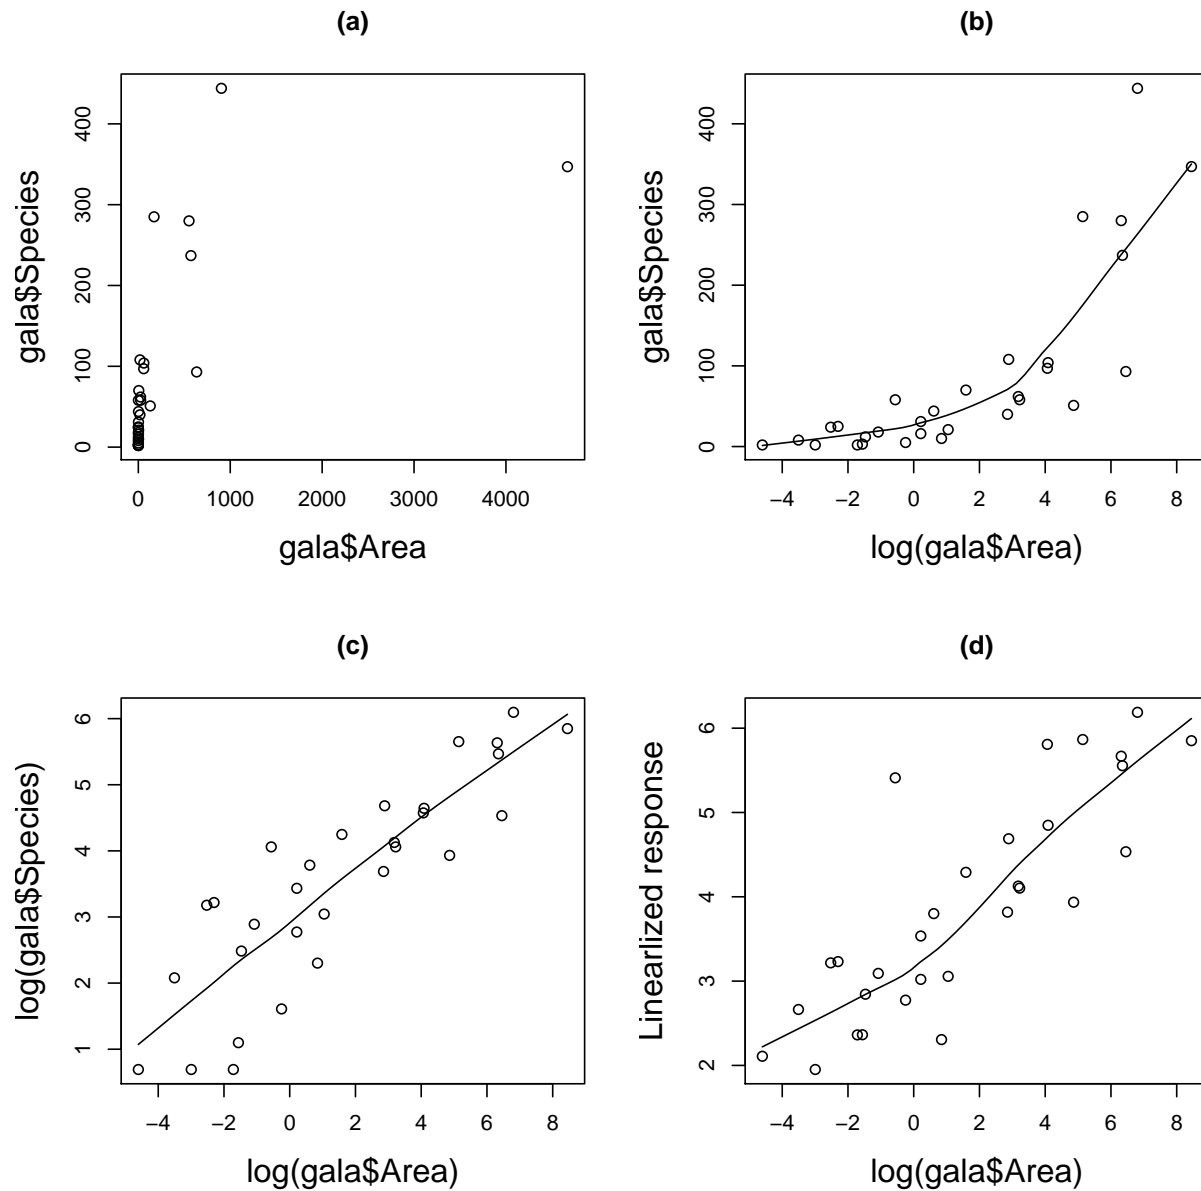 (a)
gala$Species
0 100 200 300 400
0 1000 2000 3000 4000
gala$Area
(b)
gala$Species
0 100 200 300 400
−4 −2 0 2 4 6 8
log(gala$Area)
(c)
log(gala$Species)
1 2 3 4 5 6
−4 −2 0 2 4 6 8
log(gala$Area)
(d)
Linearlized response
2 3 4 5 6
−4 −2 0 2 4 6 8
log(gala$Area)